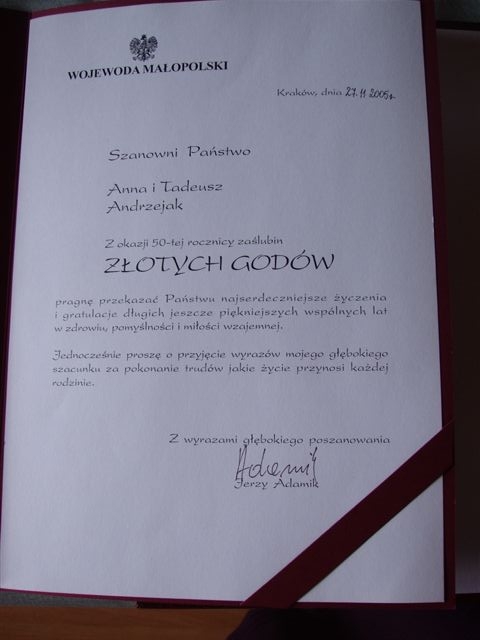 WOJEWODA MAŁOPOLSKI
Kraków, dnia 27.11.2005r.
Szanowni Państwo
Anna i Tadeusz
Andrzejak
Z okazji 50-tej rocznicy zaślubin
ZŁOTYCH GODÓW
pragnę przekazać Państwu najserdeczniejsze życzenia
i gratulacje długich jeszcze piękniejszych wspólnych lat
w zdrowiu, pomyślności i miłości wzajemnej.
Jednocześnie proszę o przyjęcie wyrazów mojego głębokiego
szacunku za pokonanie trudów jakie życie przynosi każdej
rodzinie.
Z wyrazami głębokiego poszanowania
Adamik
Jerzy Adamik